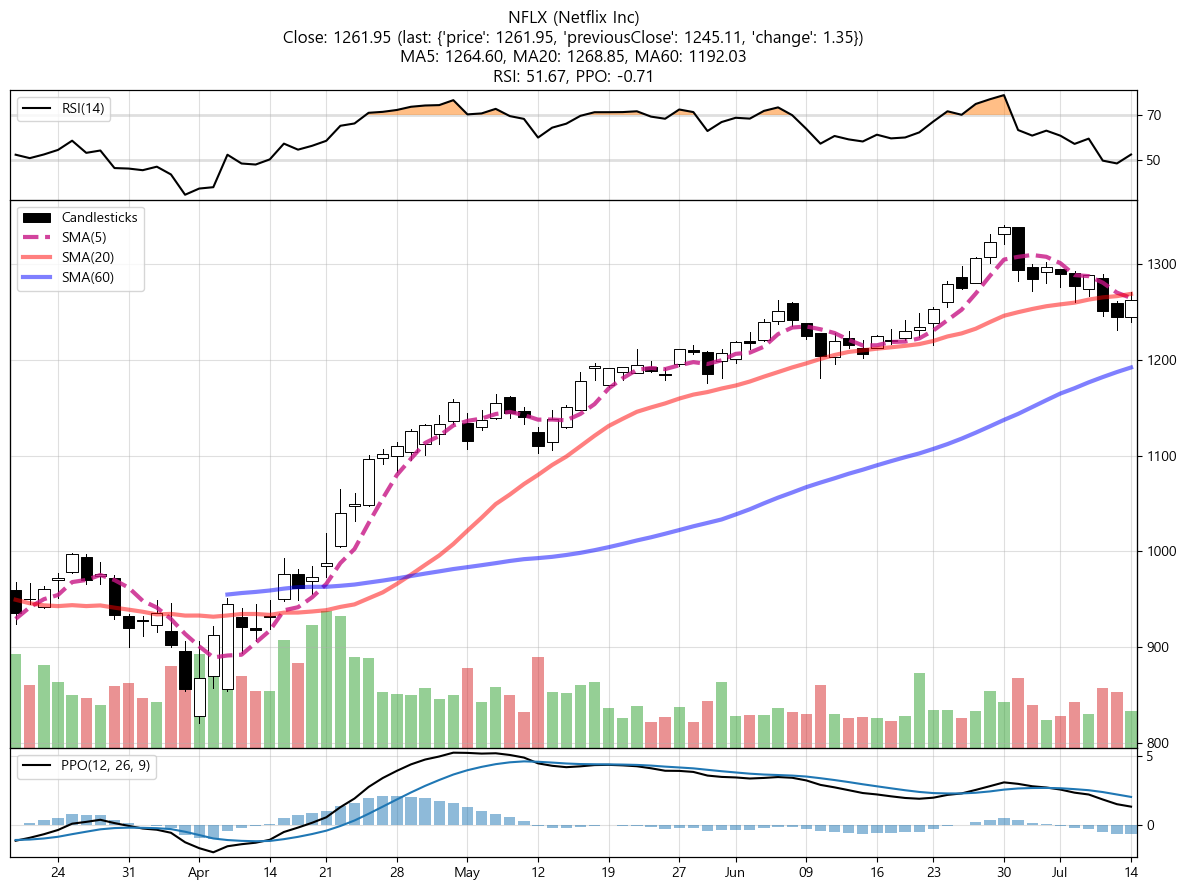 NFLX (Netflix Inc)
Close: 1261.95 (last: {'price': 1261.95, 'previousClose': 1245.11, 'change': 1.35})
MA5: 1264.60, MA20: 1268.85, MA60: 1192.03
RSI: 51.67, PPO: -0.71
RSI(14)
70
50
Candlesticks
SMA(5)
SMA(20)
SMA(60)
1300
1200
1100
1000
900
800
PPO(12, 26, 9)
5
0
24 31 Apr 14 21 28 May 12 19 27 Jun 09 16 23 30 Jul 14